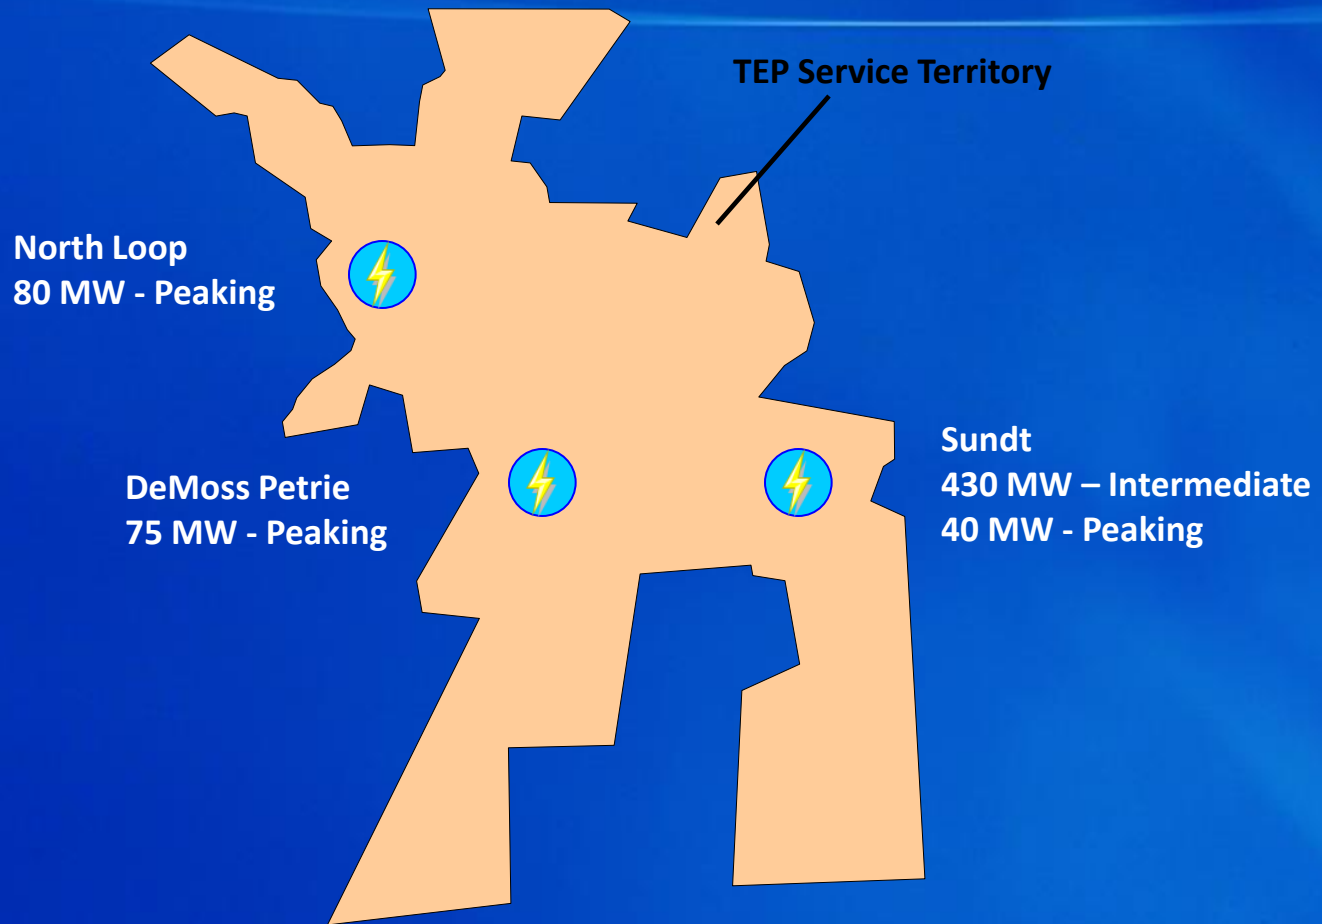 TEP Service Territory
North Loop
80 MW - Peaking
DeMoss Petrie
75 MW - Peaking
Sundt
430 MW – Intermediate
40 MW - Peaking